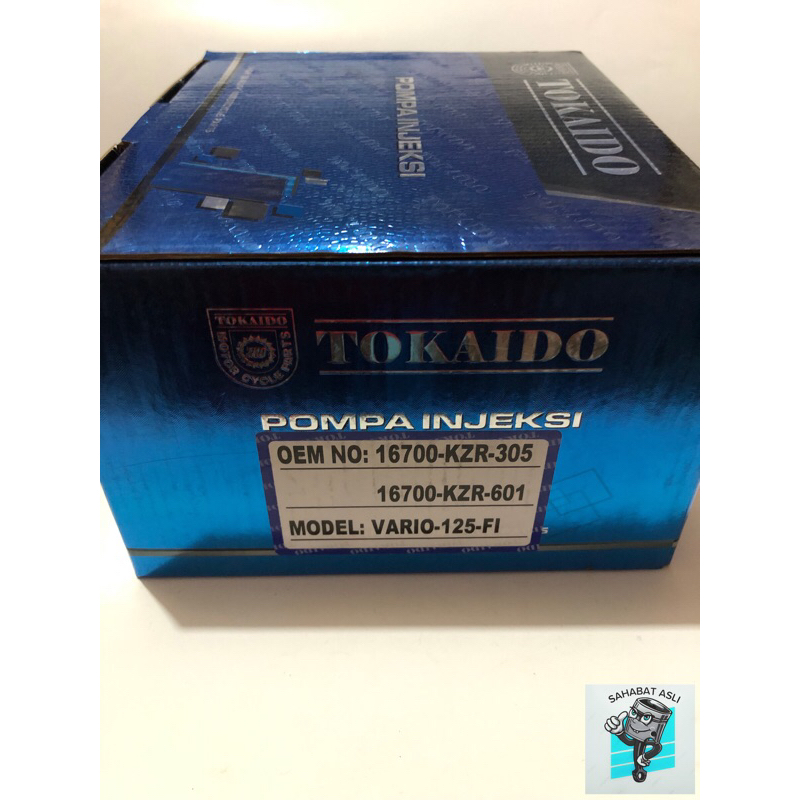 TOKAIDO
POMPA INJEKSI
TOKAIDO
MOTOR CYCLE PARTS
TOKAIDO
POMPA INJEKSI
OEM NO: 16700-KZR-305
16700-KZR-601
MODEL: VARIO-125-FI
SAHABAT ASLI